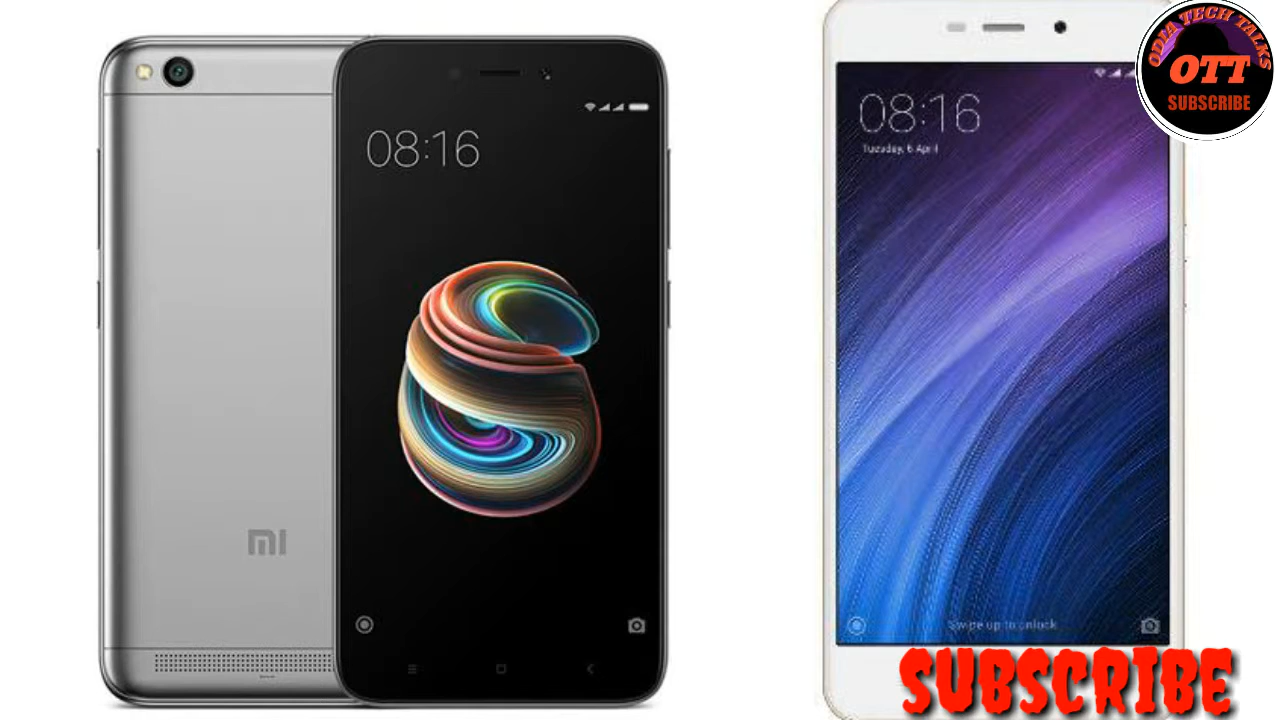 08:16
mi
08:16
Tuesday, 6 April
Swipe up to unlock
ODIA TECH TALKS
OTT
SUBSCRIBE
SUBSCRIBE